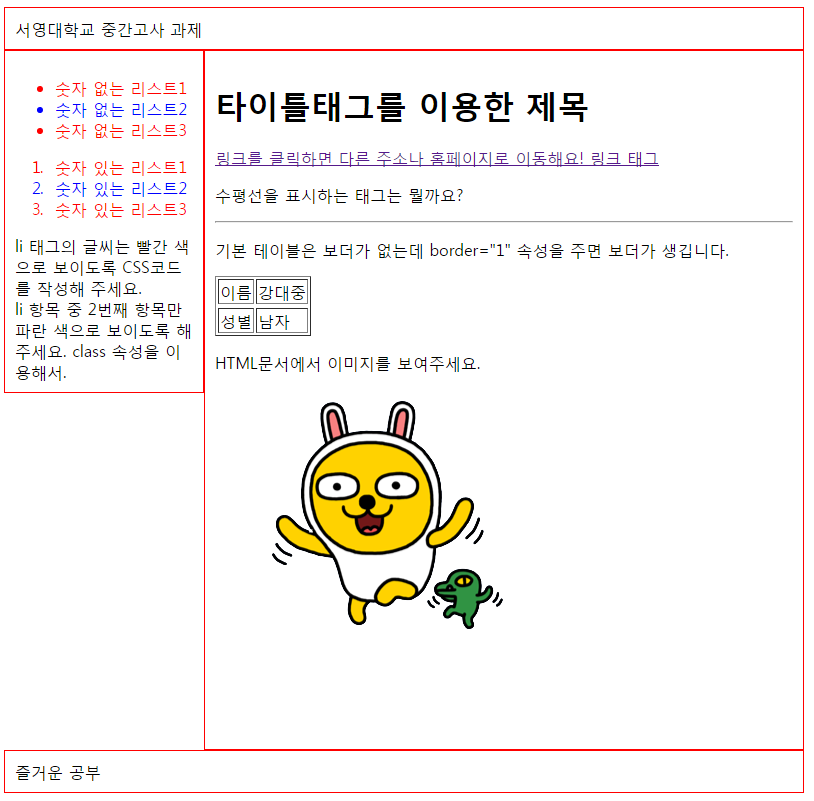 서영대학교 중간고사 과제
• 숫자 없는 리스트1
• 숫자 없는 리스트2
• 숫자 없는 리스트3
1. 숫자 있는 리스트1
2. 숫자 있는 리스트2
3. 숫자 있는 리스트3
li 태그의 글씨는 빨간 색
으로 보이도록 CSS코드
를 작성해 주세요.
li 항목 중 2번째 항목만
파란 색으로 보이도록 해
주세요. class 속성을 이
용해서.
타이틀태그를 이용한 제목
링크를 클릭하면 다른 주소나 홈페이지로 이동해요! 링크 태그
수평선을 표시하는 태그는 뭘까요?
기본 테이블은 보더가 없는데 border="1" 속성을 주면 보더가 생깁니다.
이름 강대중
성별 남자
HTML문서에서 이미지를 보여주세요.
즐거운 공부